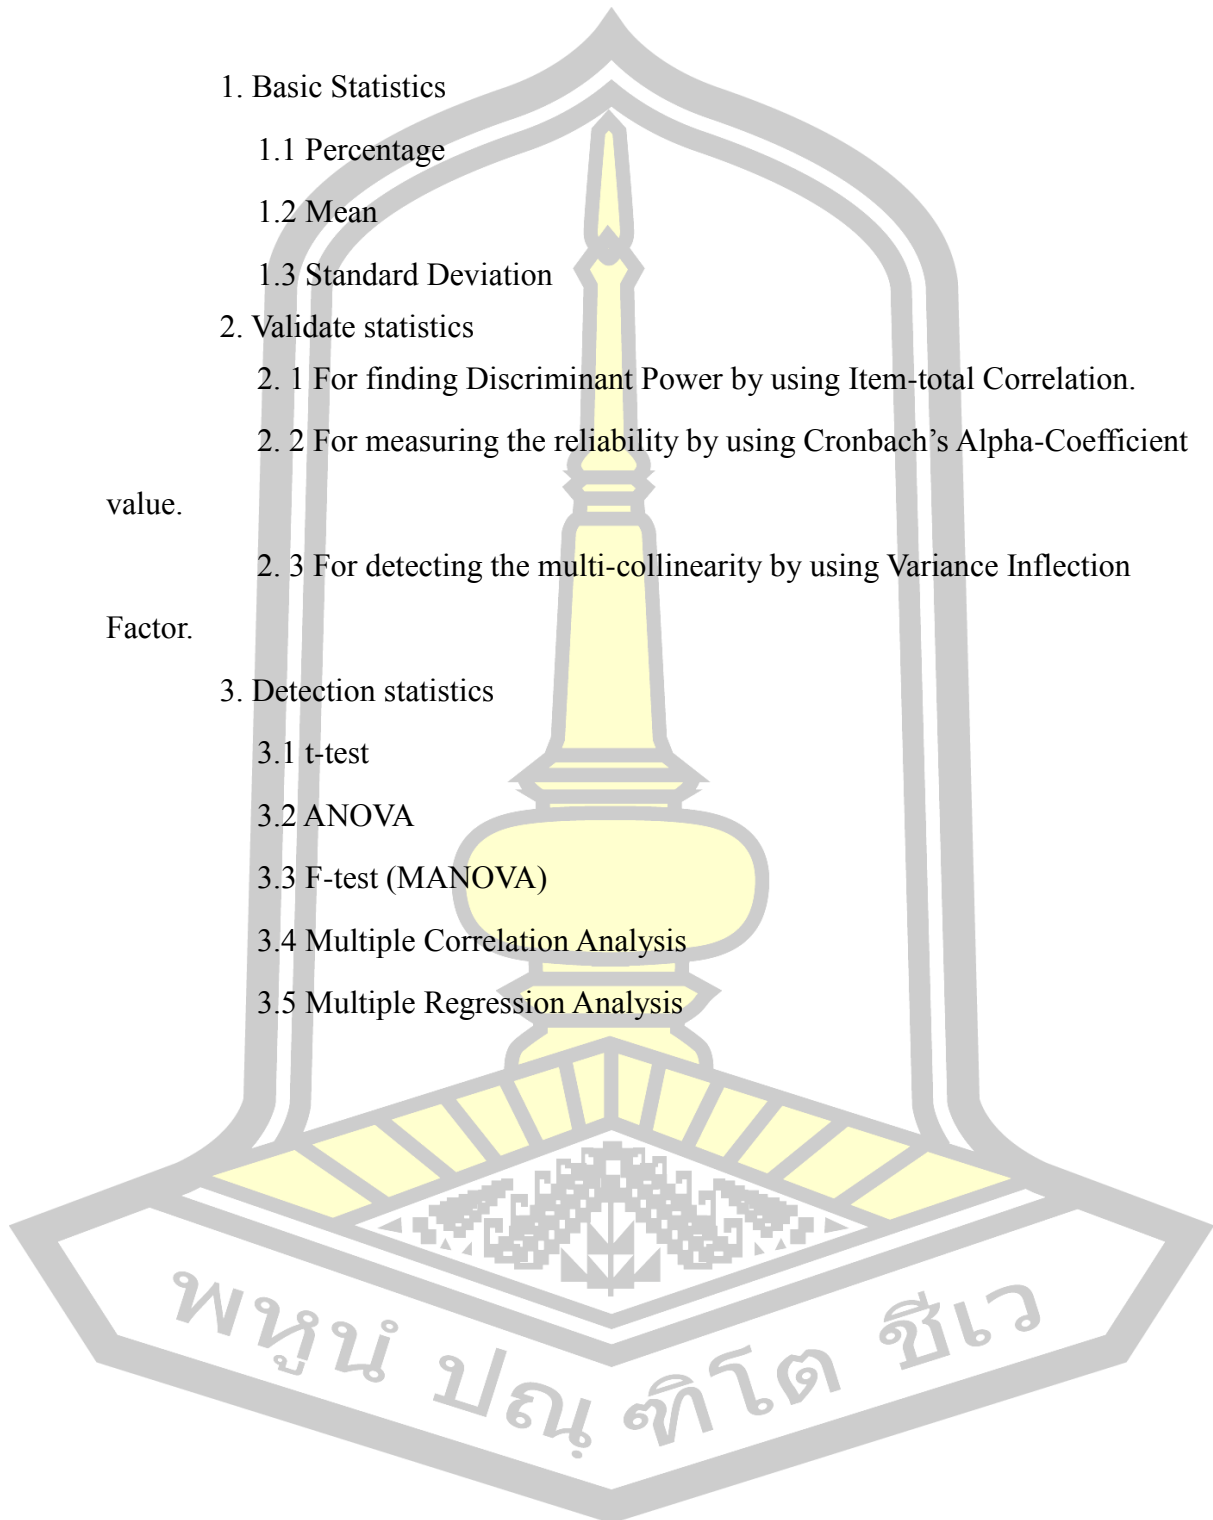 1. Basic Statistics
1.1 Percentage
1.2 Mean
1.3 Standard Deviation
2. Validate statistics
2. 1 For finding Discriminant Power by using Item-total Correlation.
2. 2 For measuring the reliability by using Cronbach’s Alpha-Coefficient
value.
2. 3 For detecting the multi-collinearity by using Variance Inflection
Factor.
3. Detection statistics
3.1 t-test
3.2 ANOVA
3.3 F-test (MANOVA)
3.4 Multiple Correlation Analysis
3.5 Multiple Regression Analysis
พหูนํ ปณฺ ฑิโต ชีเว